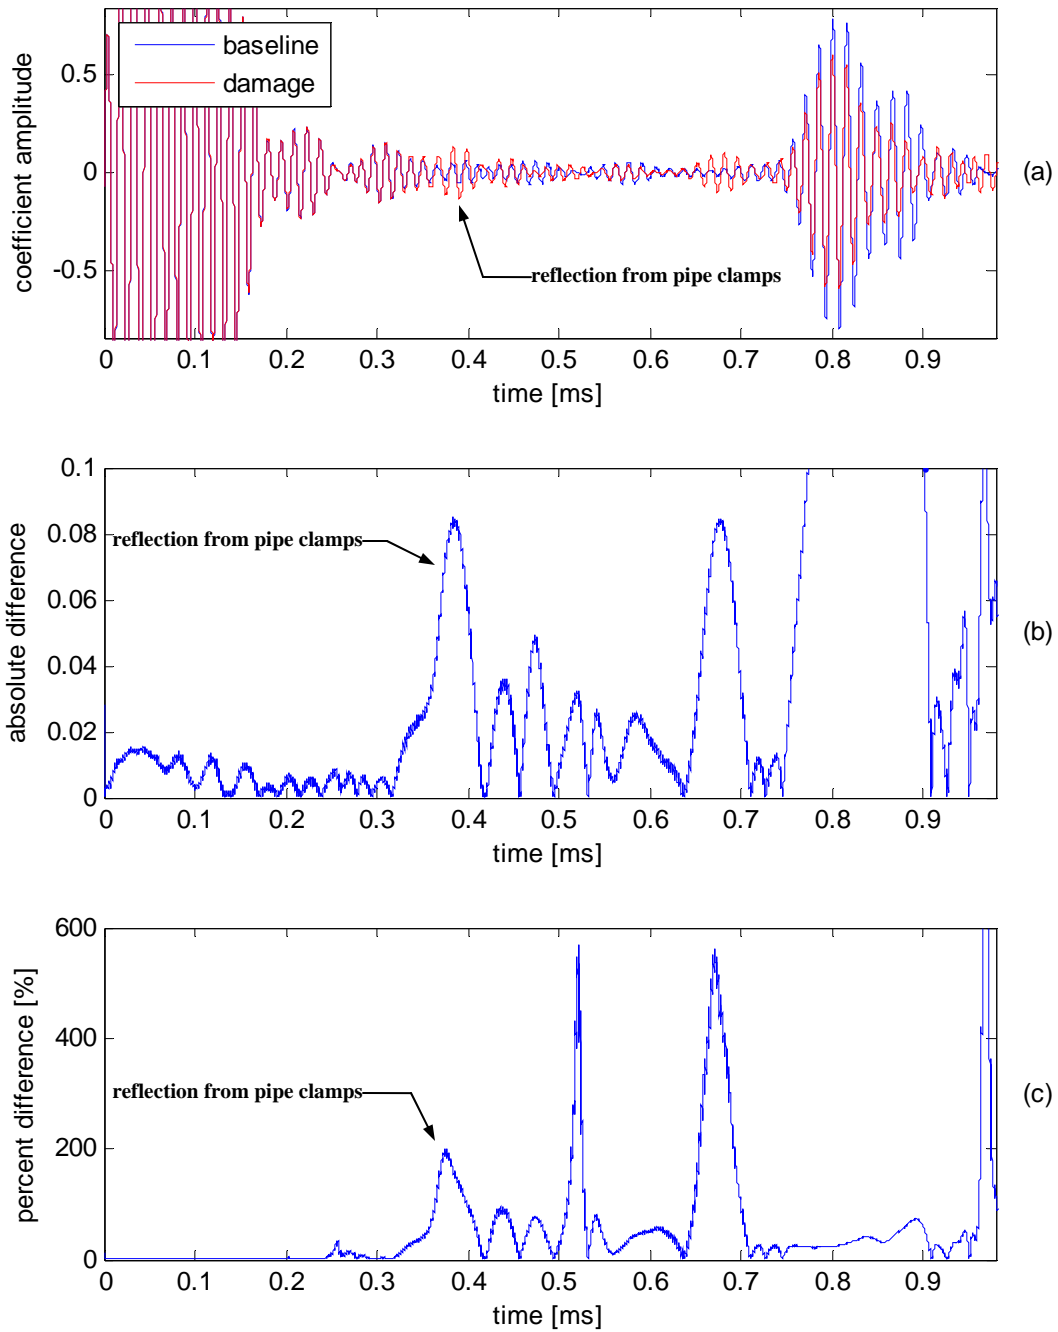 baseline
damage
coefficient amplitude
0.5
0
-0.5
reflection from pipe clamps
(a)
0 0.1 0.2 0.3 0.4 0.5 0.6 0.7 0.8 0.9
time [ms]
absolute difference
0.1
0.08
0.06
0.04
0.02
0
reflection from pipe clamps
(b)
0 0.1 0.2 0.3 0.4 0.5 0.6 0.7 0.8 0.9
time [ms]
percent difference [%]
600
400
200
0
reflection from pipe clamps
(c)
0 0.1 0.2 0.3 0.4 0.5 0.6 0.7 0.8 0.9
time [ms]